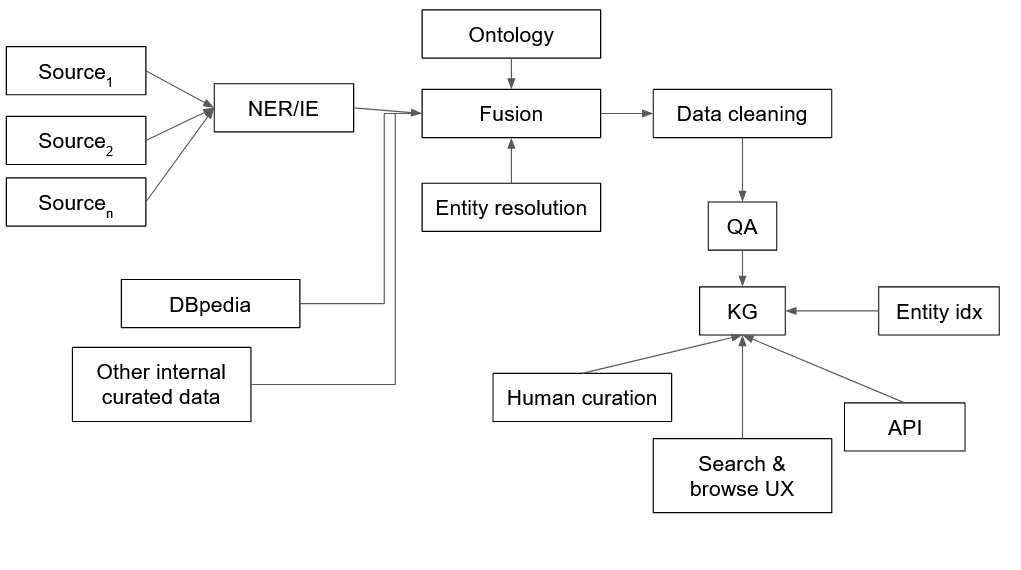 Ontology
Source1
NER/IE
Fusion
Data cleaning
Source2
Sourcen
Entity resolution
QA
DBpedia
KG
Entity idx
Other internal
curated data
Human curation
API
Search &
browse UX